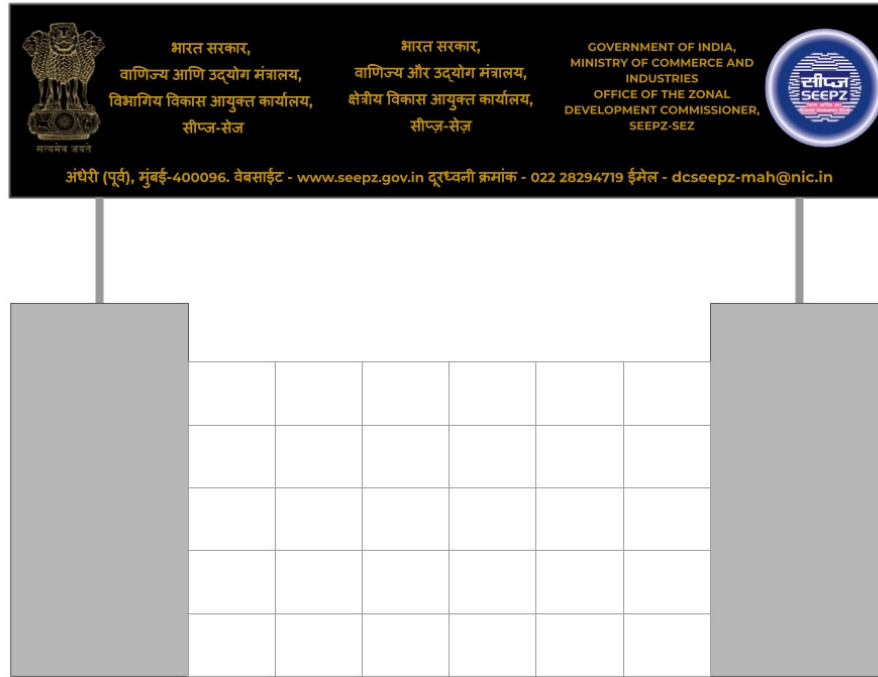 भारत सरकार,
वाणिज्य आणि उद्योग मंत्रालय,
विभागिय विकास आयुक्त कार्यालय,
सीप्ज-सेज
सत्यमेव जयते
भारत सरकार,
वाणिज्य और उद्योग मंत्रालय,
क्षेत्रीय विकास आयुक्त कार्यालय,
सीप्ज़-सेज़
GOVERNMENT OF INDIA,
MINISTRY OF COMMERCE AND
INDUSTRIES
OFFICE OF THE ZONAL
DEVELOPMENT COMMISSIONER,
SEEPZ-SEZ
सीप्ज़
SEEPZ
अंधेरी (पूर्व), मुंबई-400096. वेबसाईट - www.seepz.gov.in दूरध्वनी क्रमांक - 022 28294719 ईमेल - dcseepz-mah@nic.in